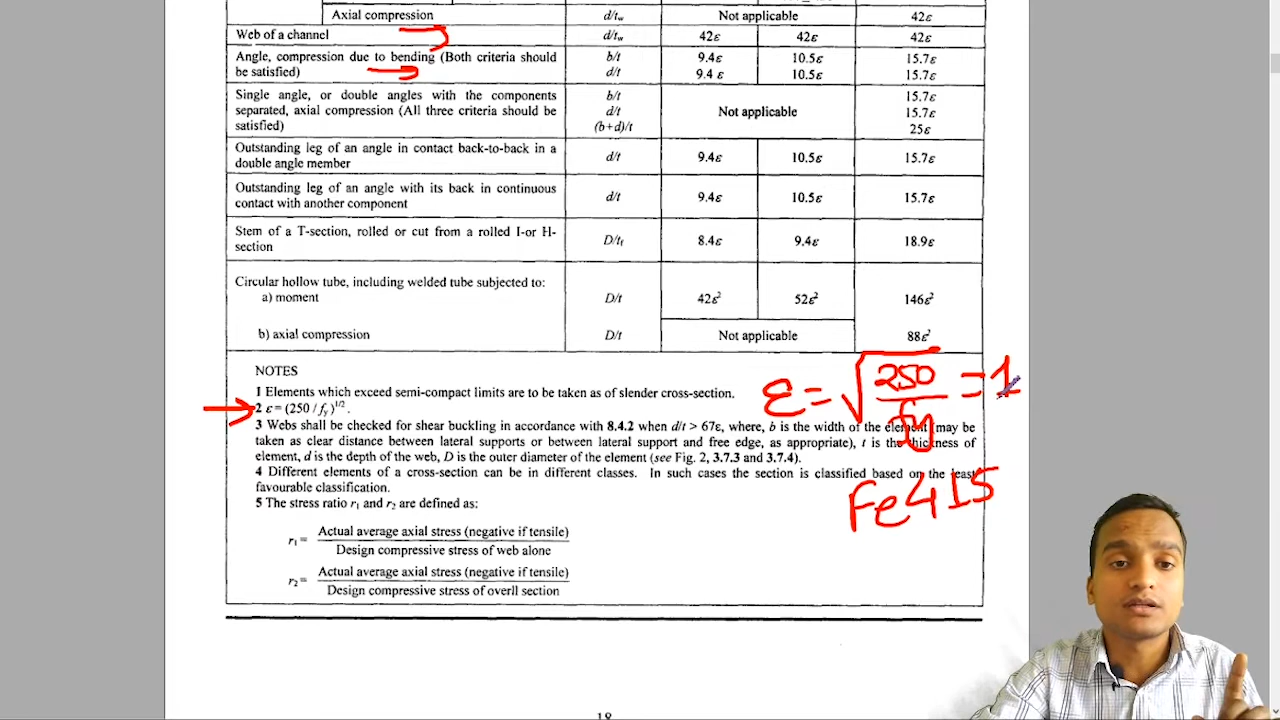 Axial compression d/tw Not applicable 42ε
Web of a channel d/tw 42ε 42ε 42ε
Angle, compression due to bending (Both criteria should b/t 9.4ε 10.5ε 15.7ε
be satisfied) d/t 9.4 ε 10.5ε 15.7ε
Single angle, or double angles with the components b/t 15.7ε
separated, axial compression (All three criteria should be d/t Not applicable 15.7ε
satisfied) (b+d)/t 25ε
Outstanding leg of an angle in contact back-to-back in a
double angle member d/t 9.4ε 10.5ε 15.7ε
Outstanding leg of an angle with its back in continuous
contact with another component d/t 9.4ε 10.5ε 15.7ε
Stem of a T-section, rolled or cut from a rolled I-or H-
section D/tf 8.4ε 9.4ε 18.9ε
Circular hollow tube, including welded tube subjected to:
a) moment D/t 42ε² 52ε² 146ε²
b) axial compression D/t Not applicable 88ε²
NOTES
1 Elements which exceed semi-compact limits are to be taken as of slender cross-section.
2 ε = (250 / fy)1/2.
ε = √250/fy = 1
3 Webs shall be checked for shear buckling in accordance with 8.4.2 when d/t > 67ε, where, b is the width of the element (may be
taken as clear distance between lateral supports or between lateral support and free edge, as appropriate), t is the thickness of
element, d is the depth of the web, D is the outer diameter of the element (see Fig. 2, 3.7.3 and 3.7.4).
4 Different elements of a cross-section can be in different classes. In such cases the section is classified based on the least
favourable classification.
Fe415
5 The stress ratio r1 and r2 are defined as:
r1 = Actual average axial stress (negative if tensile)
Design compressive stress of web alone
r2 = Actual average axial stress (negative if tensile)
Design compressive stress of overll section